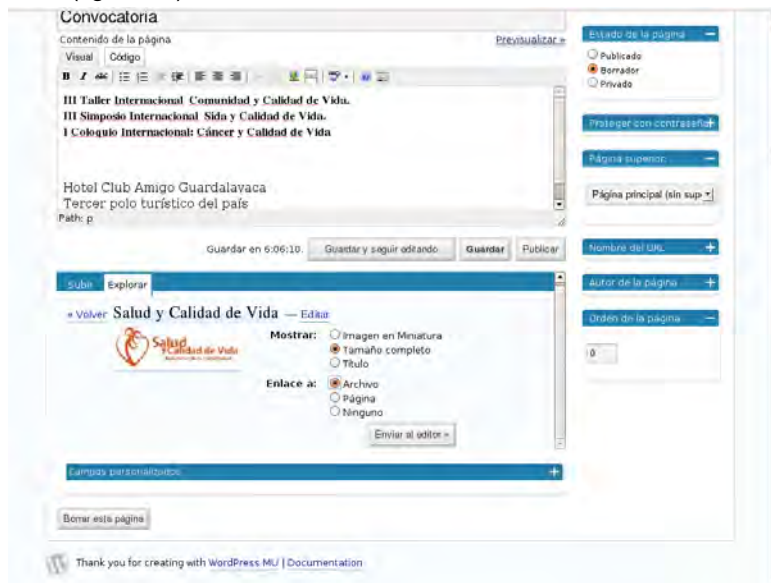 Convocatoria
Contenido de la página
Previsualizar »
Visual Código
B I ABC
III Taller Internacional Comunidad y Calidad de Vida.
III Simposio Internacional Sida y Calidad de Vida.
I Coloquio Internacional: Cáncer y Calidad de Vida
Hotel Club Amigo Guardalavaca
Tercer polo turístico del país
Path: p
Guardar en 6:06:10. Guardar y seguir editando Guardar Publicar
Subir Explorar
« Volver Salud y Calidad de Vida — Editar
Salud
y Calidad de Vida
Mostrar: Imagen en Miniatura
Tamaño completo
Título
Enlace a: Archivo
Página
Ninguno
Enviar al editor »
Campos personalizados +
Borrar esta página
Thank you for creating with WordPress MU | Documentation
Estado de la página —
Publicado
Borrador
Privado
Proteger con contraseña +
Página superior: —
Página principal (sin sup
Nombre del URL +
Autor de la página +
Orden de la página —
0